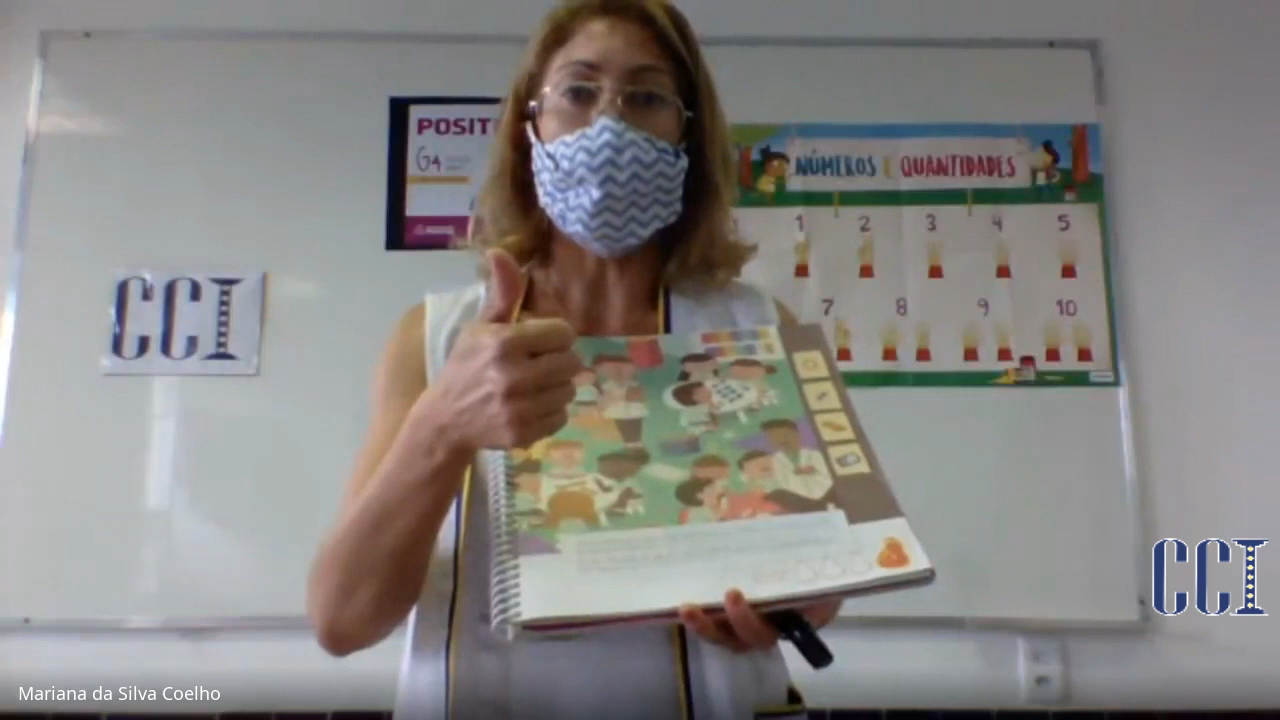 POSIT
G4
NÚMEROS E QUANTIDADES
1 2 3 4 5
7 8 9 10
CCI
CCI
Mariana da Silva Coelho